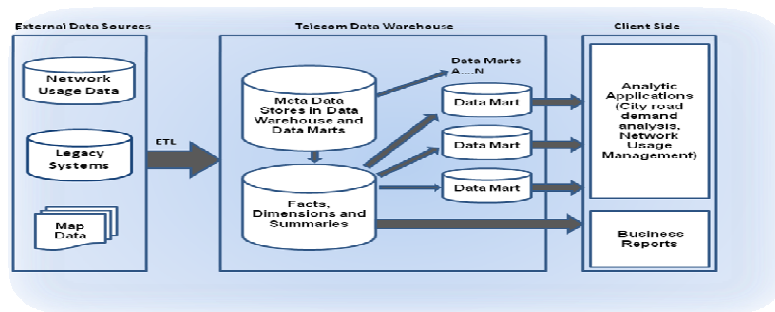 External Data Sources
Telecom Data Warehouse
Client Side
Network
Usage Data
Legacy
Systems
Map
Data
ETL
Meta Data
Stores in Data
Warehouse and
Data Marts
Facts,
Dimensions and
Summaries
Data Marts
A....N
Data Mart
Data Mart
Data Mart
Analytic
Applications
(City road
demand
analysis,
Network
Usage
Management)
Business
Reports